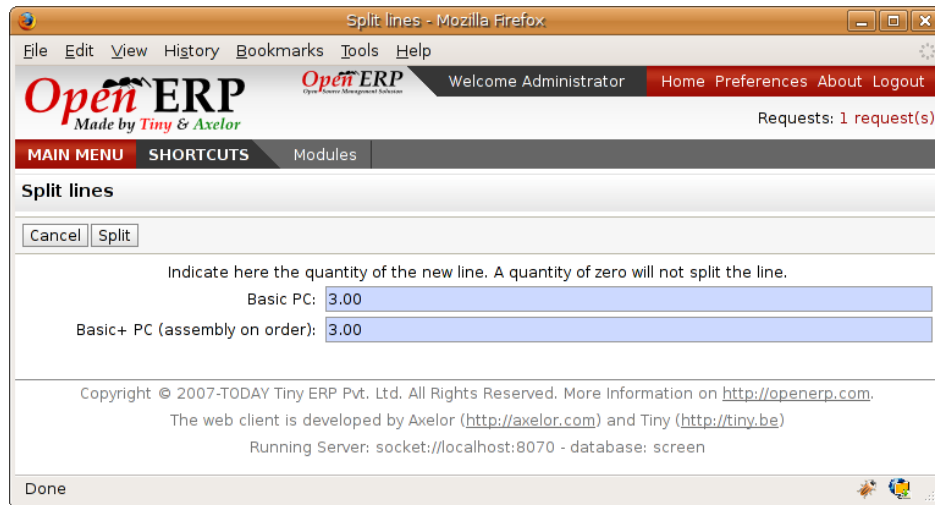 Split lines - Mozilla Firefox
File Edit View History Bookmarks Tools Help
Open ERP
Made by Tiny & Axelor
Open ERP
Open Source Management Solution
Welcome Administrator
Home Preferences About Logout
Requests: 1 request(s)
MAIN MENU SHORTCUTS Modules
Split lines
Cancel Split
Indicate here the quantity of the new line. A quantity of zero will not split the line.
Basic PC: 3.00
Basic+ PC (assembly on order): 3.00
Copyright © 2007-TODAY Tiny ERP Pvt. Ltd. All Rights Reserved. More Information on http://openerp.com.
The web client is developed by Axelor (http://axelor.com) and Tiny (http://tiny.be)
Running Server: socket://localhost:8070 - database: screen
Done